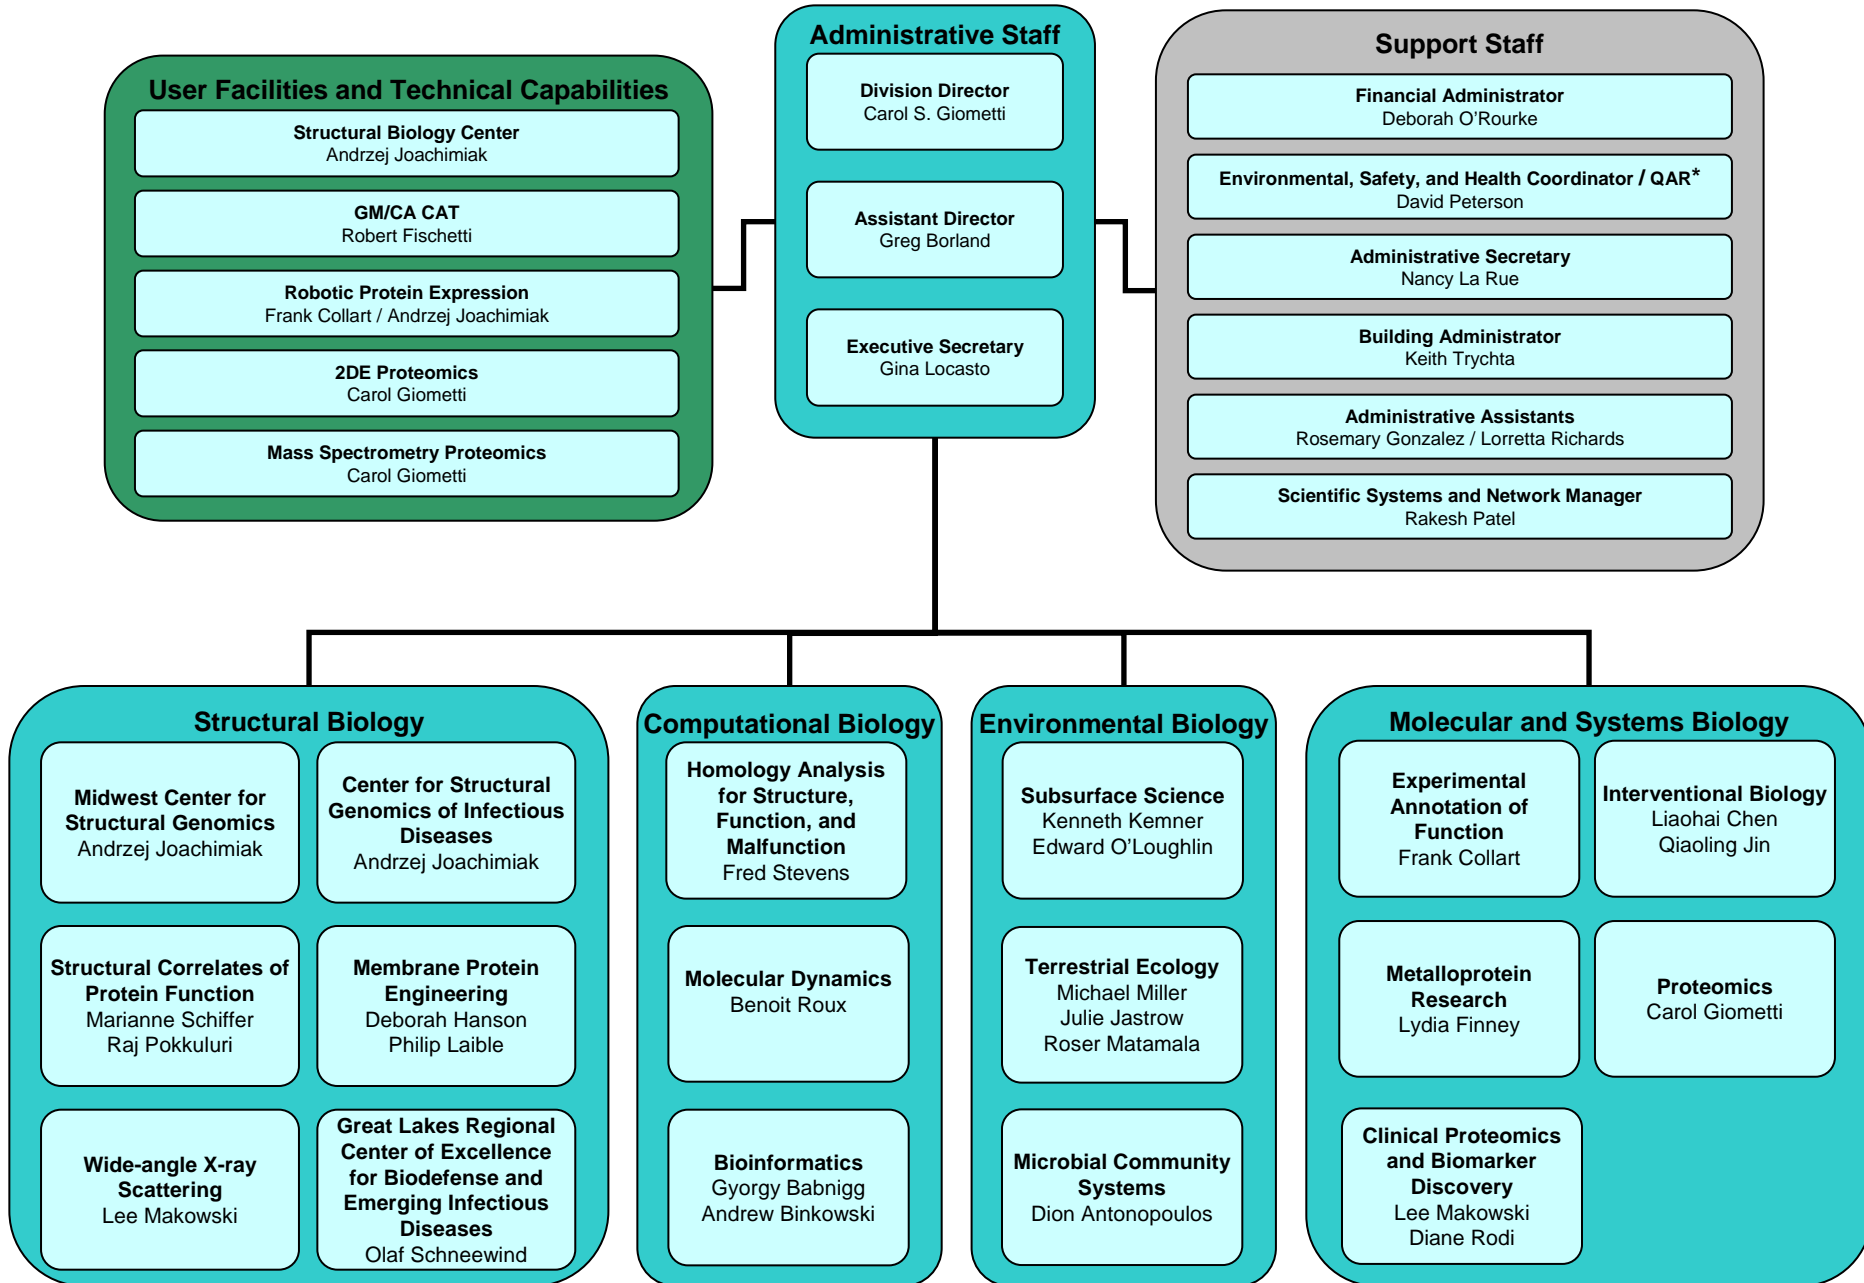 User Facilities and Technical Capabilities
Structural Biology Center
Andrzej Joachimiak
GM/CA CAT
Robert Fischetti
Robotic Protein Expression
Frank Collart / Andrzej Joachimiak
2DE Proteomics
Carol Giometti
Mass Spectrometry Proteomics
Carol Giometti
Administrative Staff
Division Director
Carol S. Giometti
Assistant Director
Greg Borland
Executive Secretary
Gina Locasto
Support Staff
Financial Administrator
Deborah O’Rourke
Environmental, Safety, and Health Coordinator / QAR*
David Peterson
Administrative Secretary
Nancy La Rue
Building Administrator
Keith Trychta
Administrative Assistants
Rosemary Gonzalez / Lorretta Richards
Scientific Systems and Network Manager
Rakesh Patel
Structural Biology
Midwest Center for
Structural Genomics
Andrzej Joachimiak
Center for Structural
Genomics of Infectious
Diseases
Andrzej Joachimiak
Structural Correlates of
Protein Function
Marianne Schiffer
Raj Pokkuluri
Membrane Protein
Engineering
Deborah Hanson
Philip Laible
Wide-angle X-ray
Scattering
Lee Makowski
Great Lakes Regional
Center of Excellence
for Biodefense and
Emerging Infectious
Diseases
Olaf Schneewind
Computational Biology
Homology Analysis
for Structure,
Function, and
Malfunction
Fred Stevens
Molecular Dynamics
Benoit Roux
Bioinformatics
Gyorgy Babnigg
Andrew Binkowski
Environmental Biology
Subsurface Science
Kenneth Kemner
Edward O’Loughlin
Terrestrial Ecology
Michael Miller
Julie Jastrow
Roser Matamala
Microbial Community
Systems
Dion Antonopoulos
Molecular and Systems Biology
Experimental
Annotation of
Function
Frank Collart
Interventional Biology
Liaohai Chen
Qiaoling Jin
Metalloprotein
Research
Lydia Finney
Proteomics
Carol Giometti
Clinical Proteomics
and Biomarker
Discovery
Lee Makowski
Diane Rodi